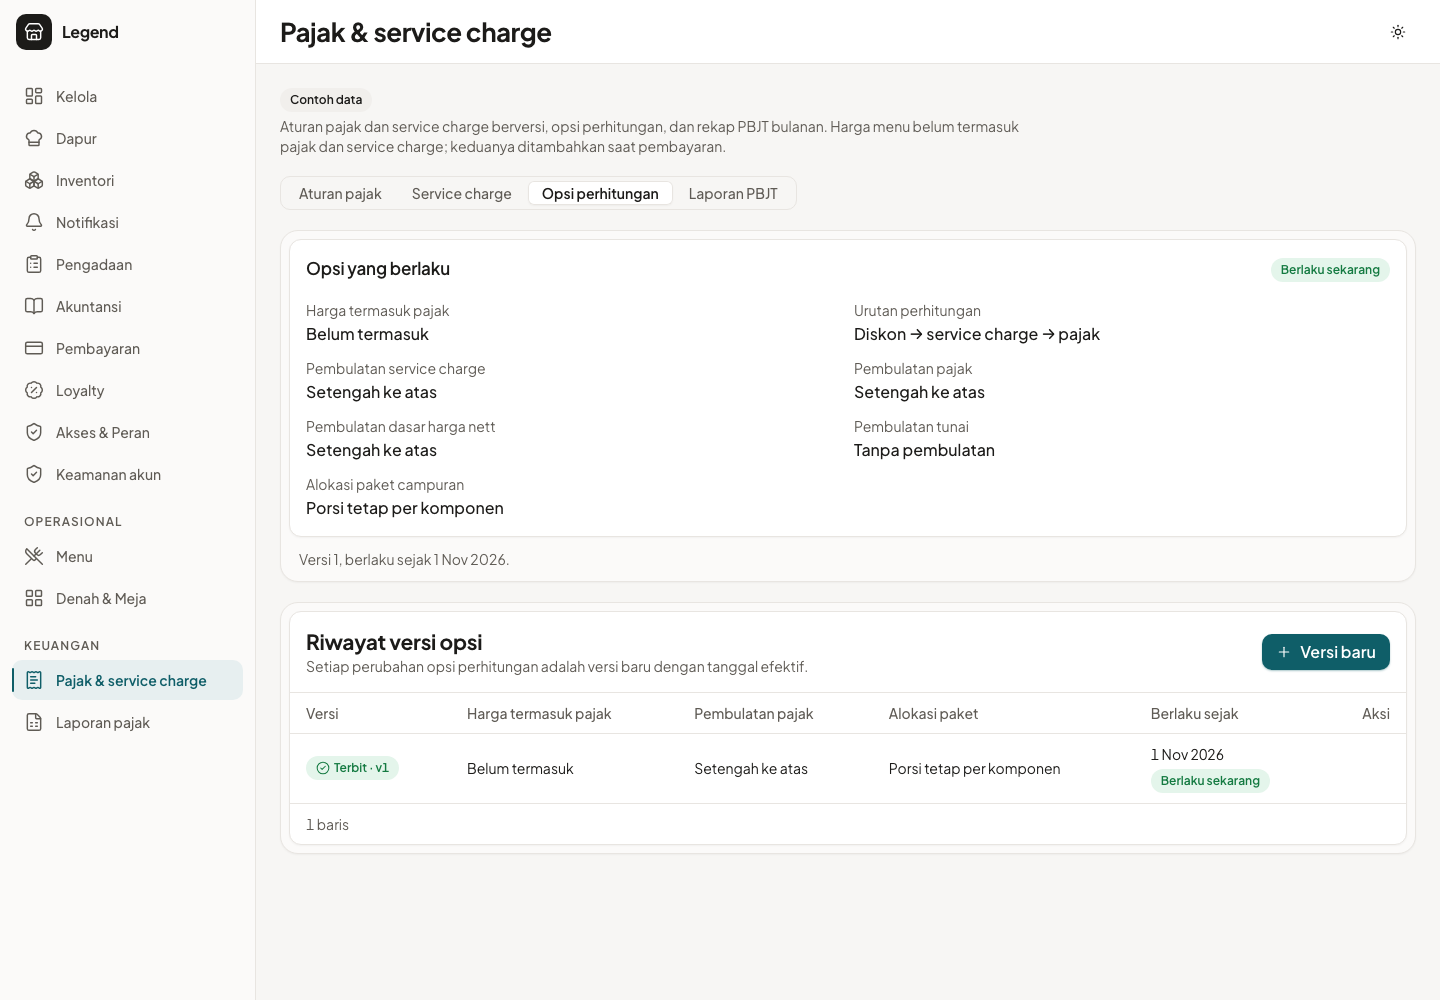 Legend
Pajak & service charge
Kelola
Dapur
Inventori
Notifikasi
Pengadaan
Akuntansi
Pembayaran
Loyalty
Akses & Peran
Keamanan akun
OPERASIONAL
Menu
Denah & Meja
KEUANGAN
Pajak & service charge
Laporan pajak
Contoh data
Aturan pajak dan service charge berversi, opsi perhitungan, dan rekap PBJT bulanan. Harga menu belum termasuk
pajak dan service charge; keduanya ditambahkan saat pembayaran.
Aturan pajak Service charge Opsi perhitungan Laporan PBJT
Opsi yang berlaku Berlaku sekarang
Harga termasuk pajak
Belum termasuk
Urutan perhitungan
Diskon → service charge → pajak
Pembulatan service charge
Setengah ke atas
Pembulatan pajak
Setengah ke atas
Pembulatan dasar harga nett
Setengah ke atas
Pembulatan tunai
Tanpa pembulatan
Alokasi paket campuran
Porsi tetap per komponen
Versi 1, berlaku sejak 1 Nov 2026.
Riwayat versi opsi
Setiap perubahan opsi perhitungan adalah versi baru dengan tanggal efektif.
Versi baru
Versi Harga termasuk pajak Pembulatan pajak Alokasi paket Berlaku sejak Aksi
Terbit · v1 Belum termasuk Setengah ke atas Porsi tetap per komponen 1 Nov 2026
Berlaku sekarang
1 baris